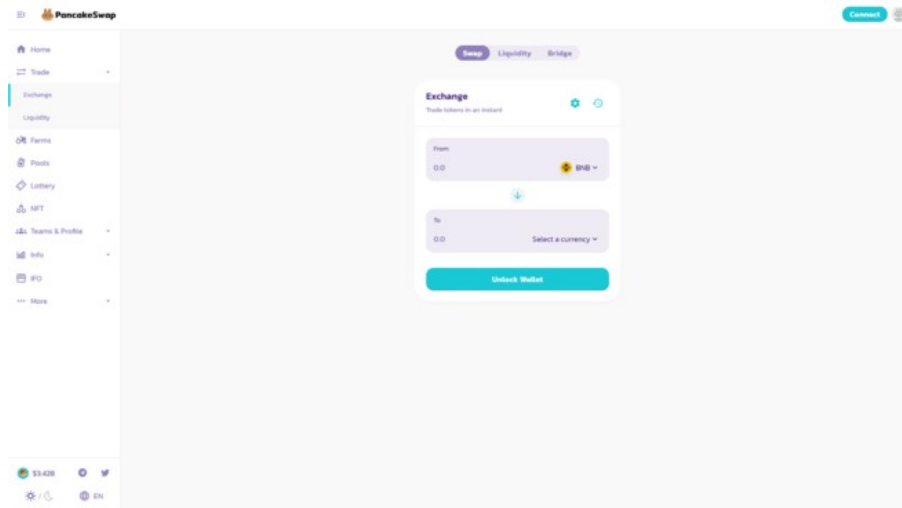 PancakeSwap
Connect
Home
Trade
Exchange
Liquidity
Farms
Pools
Lottery
NFT
Teams & Profile
Info
IFO
More
Swap Liquidity Bridge
Exchange
Trade tokens in an instant
From
0.0 BNB
To
0.0 Select a currency
Unlock Wallet
EN